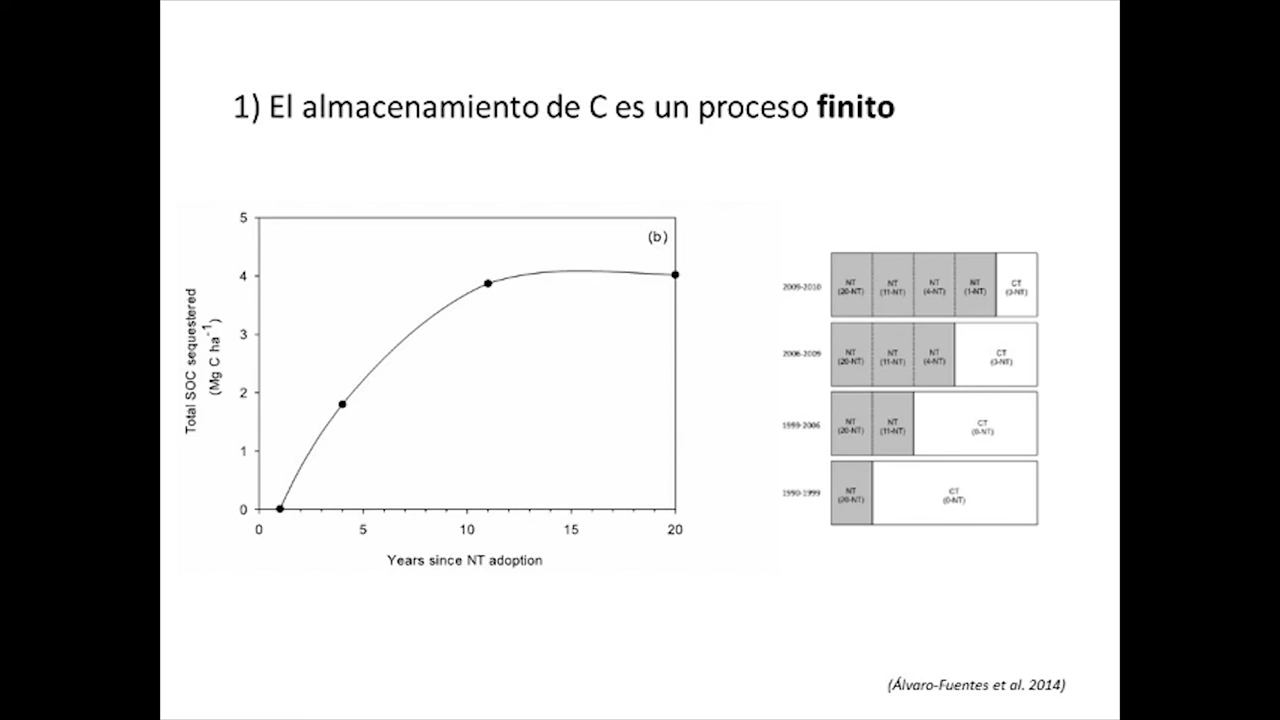 1) El almacenamiento de C es un proceso finito
5
(b)
4
3
2
1
0
Total SOC sequestered
(Mg C ha-1)
0 5 10 15 20
Years since NT adoption
2009-2010
NT
(20-NT)
NT
(11-NT)
NT
(4-NT)
NT
(1-NT)
CT
(0-NT)
2006-2009
NT
(20-NT)
NT
(11-NT)
NT
(4-NT)
CT
(0-NT)
1999-2006
NT
(20-NT)
NT
(11-NT)
CT
(0-NT)
1990-1999
NT
(20-NT)
CT
(0-NT)
(Álvaro-Fuentes et al. 2014)